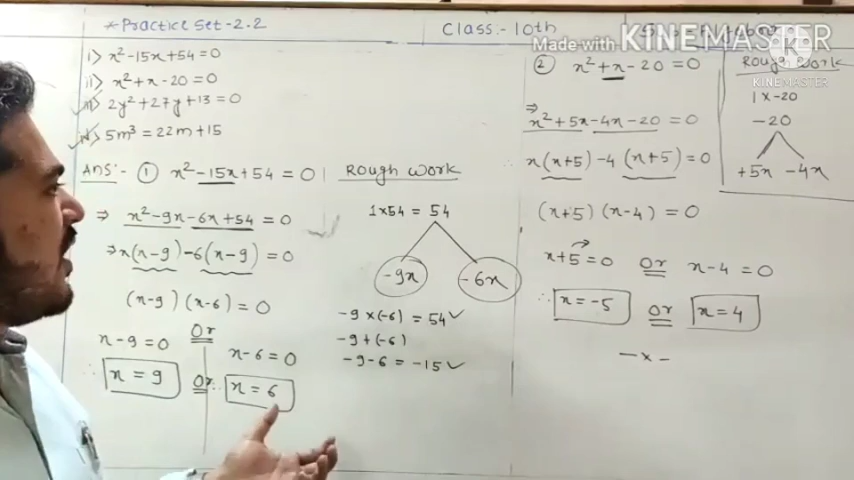 *Practice Set-2.2
Class:- 10th
Made with KINEMASTER
KINEMASTER
i> x²-15x+54=0
ii> x²+x-20=0
iii> 2y²+27y+13=0
iv> 5m³=22m+15
Ans:- ① x²-15x+54=0
⇒ x²-9x-6x+54=0
⇒x(x-9)-6(x-9)=0
(x-9)(x-6)=0
x-9=0 Or x-6=0
∴ x=9 Or ∴ x=6
Rough Work
1×54=54
-9x -6x
-9×(-6)=54✓
-9+(-6)
-9-6=-15✓
② x²+x-20=0
⇒
x²+5x-4x-20=0
∴ x(x+5)-4(x+5)=0
(x+5)(x-4)=0
x+5=0 Or x-4=0
∴ x=-5 Or x=4
—x–
Rough Work
1×-20
-20
+5x -4x